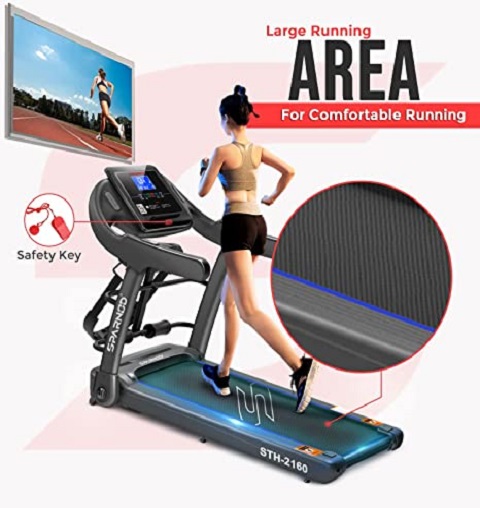 Large Running
AREA
For Comfortable Running
Safety Key
SPARNOD
STH-2160